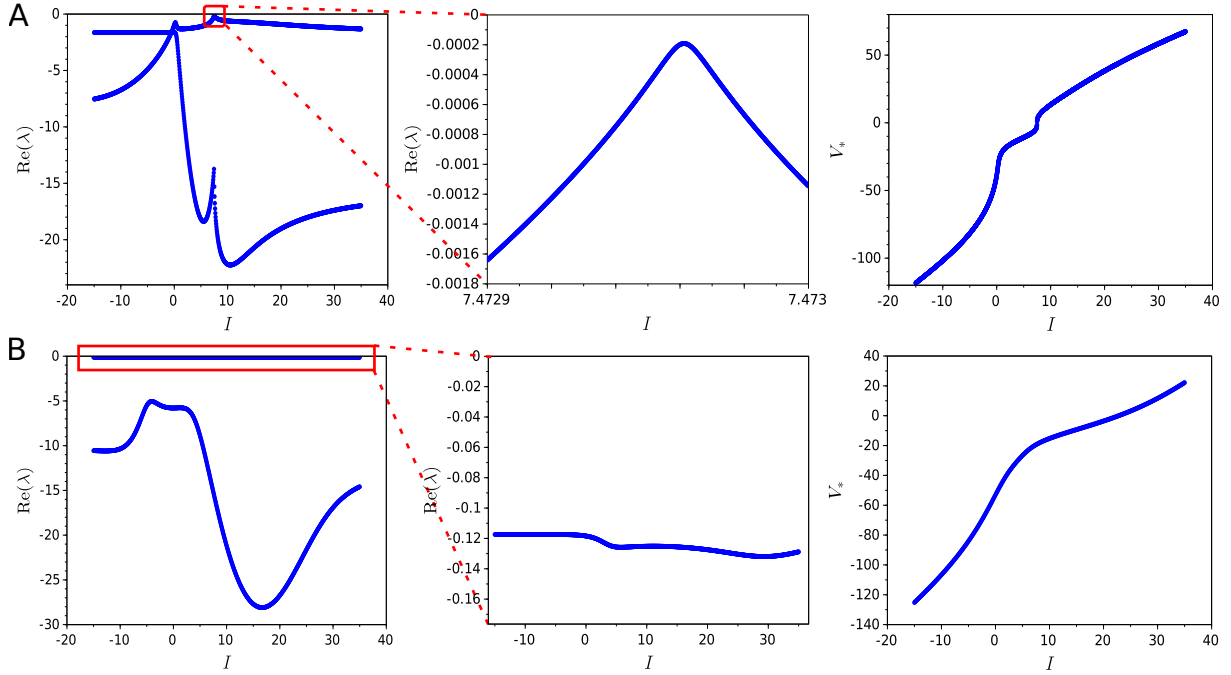 A
0
-5
-10
-15
-20
-20 -10 0 10 20 30 40
Re(λ)
I
0
-0.0002
-0.0004
-0.0006
-0.0008
-0.001
-0.0012
-0.0014
-0.0016
-0.0018
7.4729 7.473
Re(λ)
I
50
0
-50
-100
-20 -10 0 10 20 30 40
V*
I
B
0
-5
-10
-15
-20
-25
-30
-20 -10 0 10 20 30 40
Re(λ)
I
0
-0.02
-0.04
-0.06
-0.08
-0.1
-0.12
-0.14
-0.16
-10 0 10 20 30
Re(λ)
I
40
20
0
-20
-40
-60
-80
-100
-120
-140
-20 -10 0 10 20 30 40
V*
I